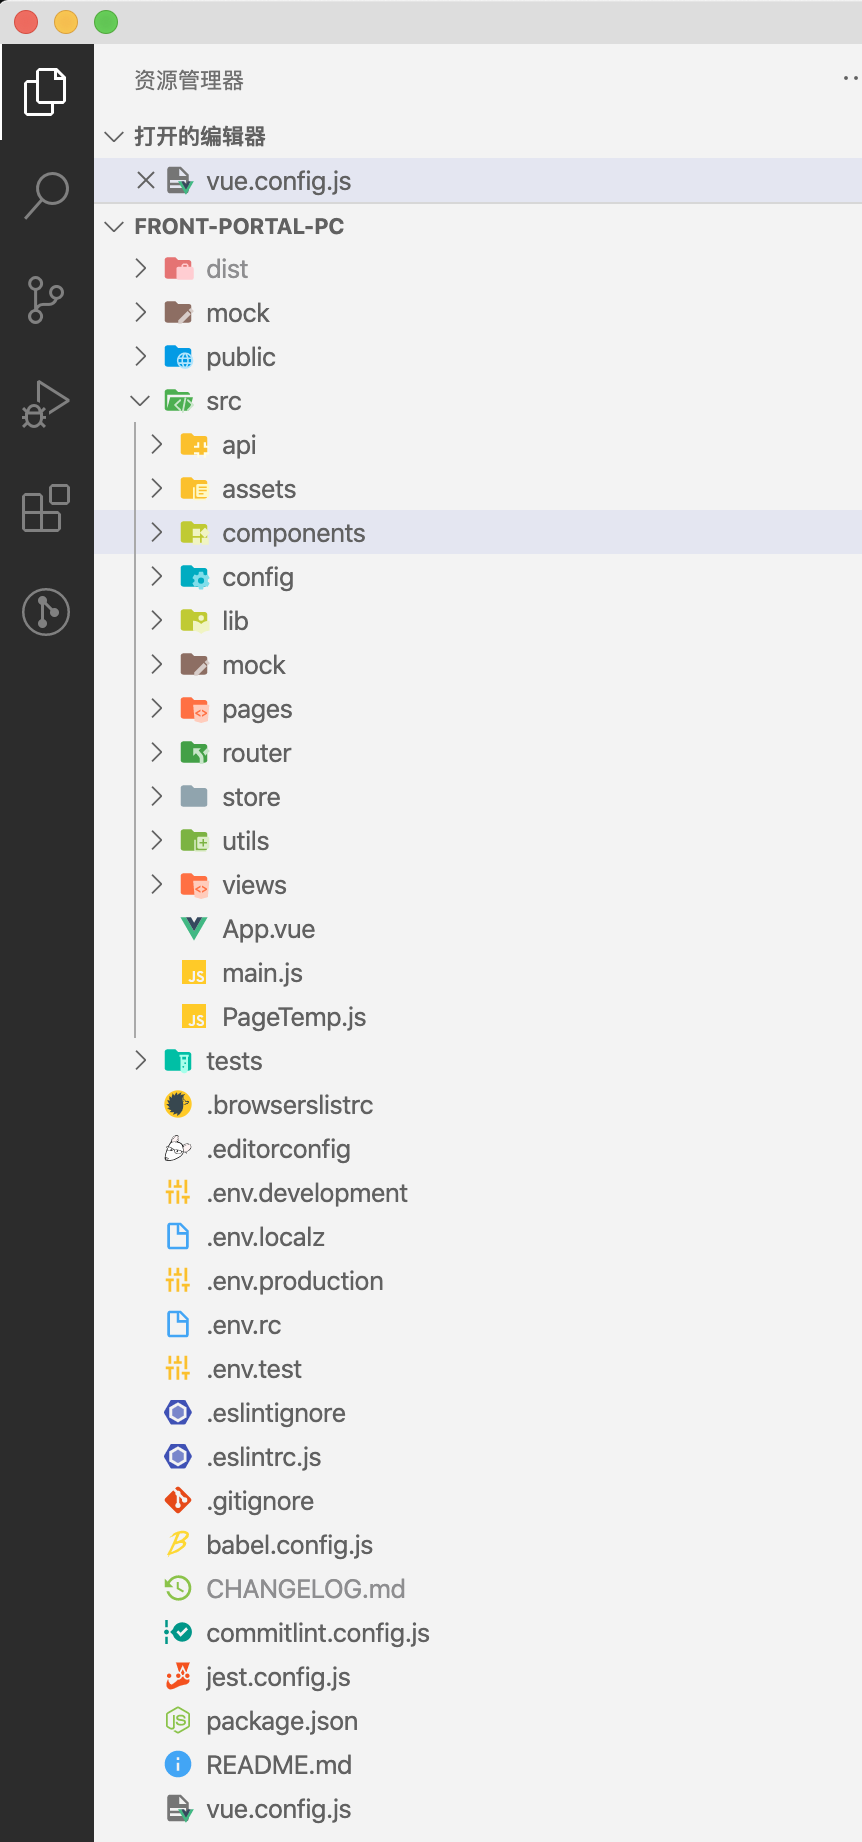 资源管理器
打开的编辑器
vue.config.js
FRONT-PORTAL-PC
dist
mock
public
src
api
assets
components
config
lib
mock
pages
router
store
utils
views
App.vue
JS main.js
JS PageTemp.js
tests
.browserslistrc
.editorconfig
.env.development
.env.localz
.env.production
.env.rc
.env.test
.eslintignore
.eslintrc.js
.gitignore
babel.config.js
CHANGELOG.md
commitlint.config.js
jest.config.js
JS package.json
README.md
vue.config.js